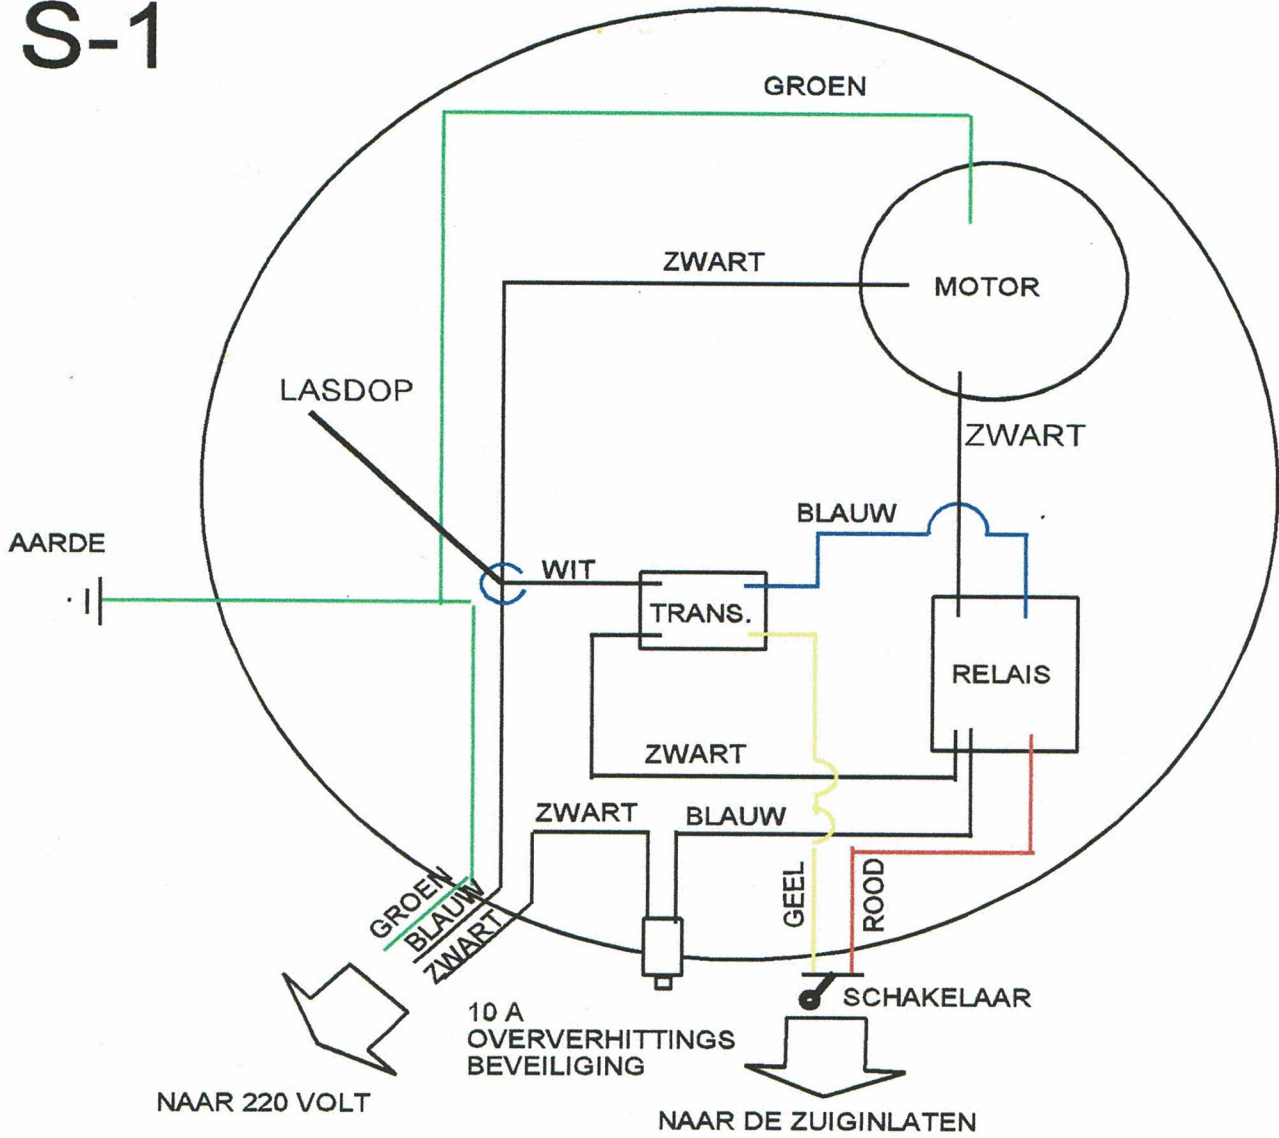 S-1
GROEN
ZWART
MOTOR
LASDOP
ZWART
BLAUW
AARDE
WIT
TRANS.
RELAIS
ZWART
ZWART
BLAUW
GEEL
ROOD
GROEN
BLAUW
ZWART
SCHAKELAAR
10 A
OVERVERHITTINGS
BEVEILIGING
NAAR 220 VOLT
NAAR DE ZUIGINLATEN